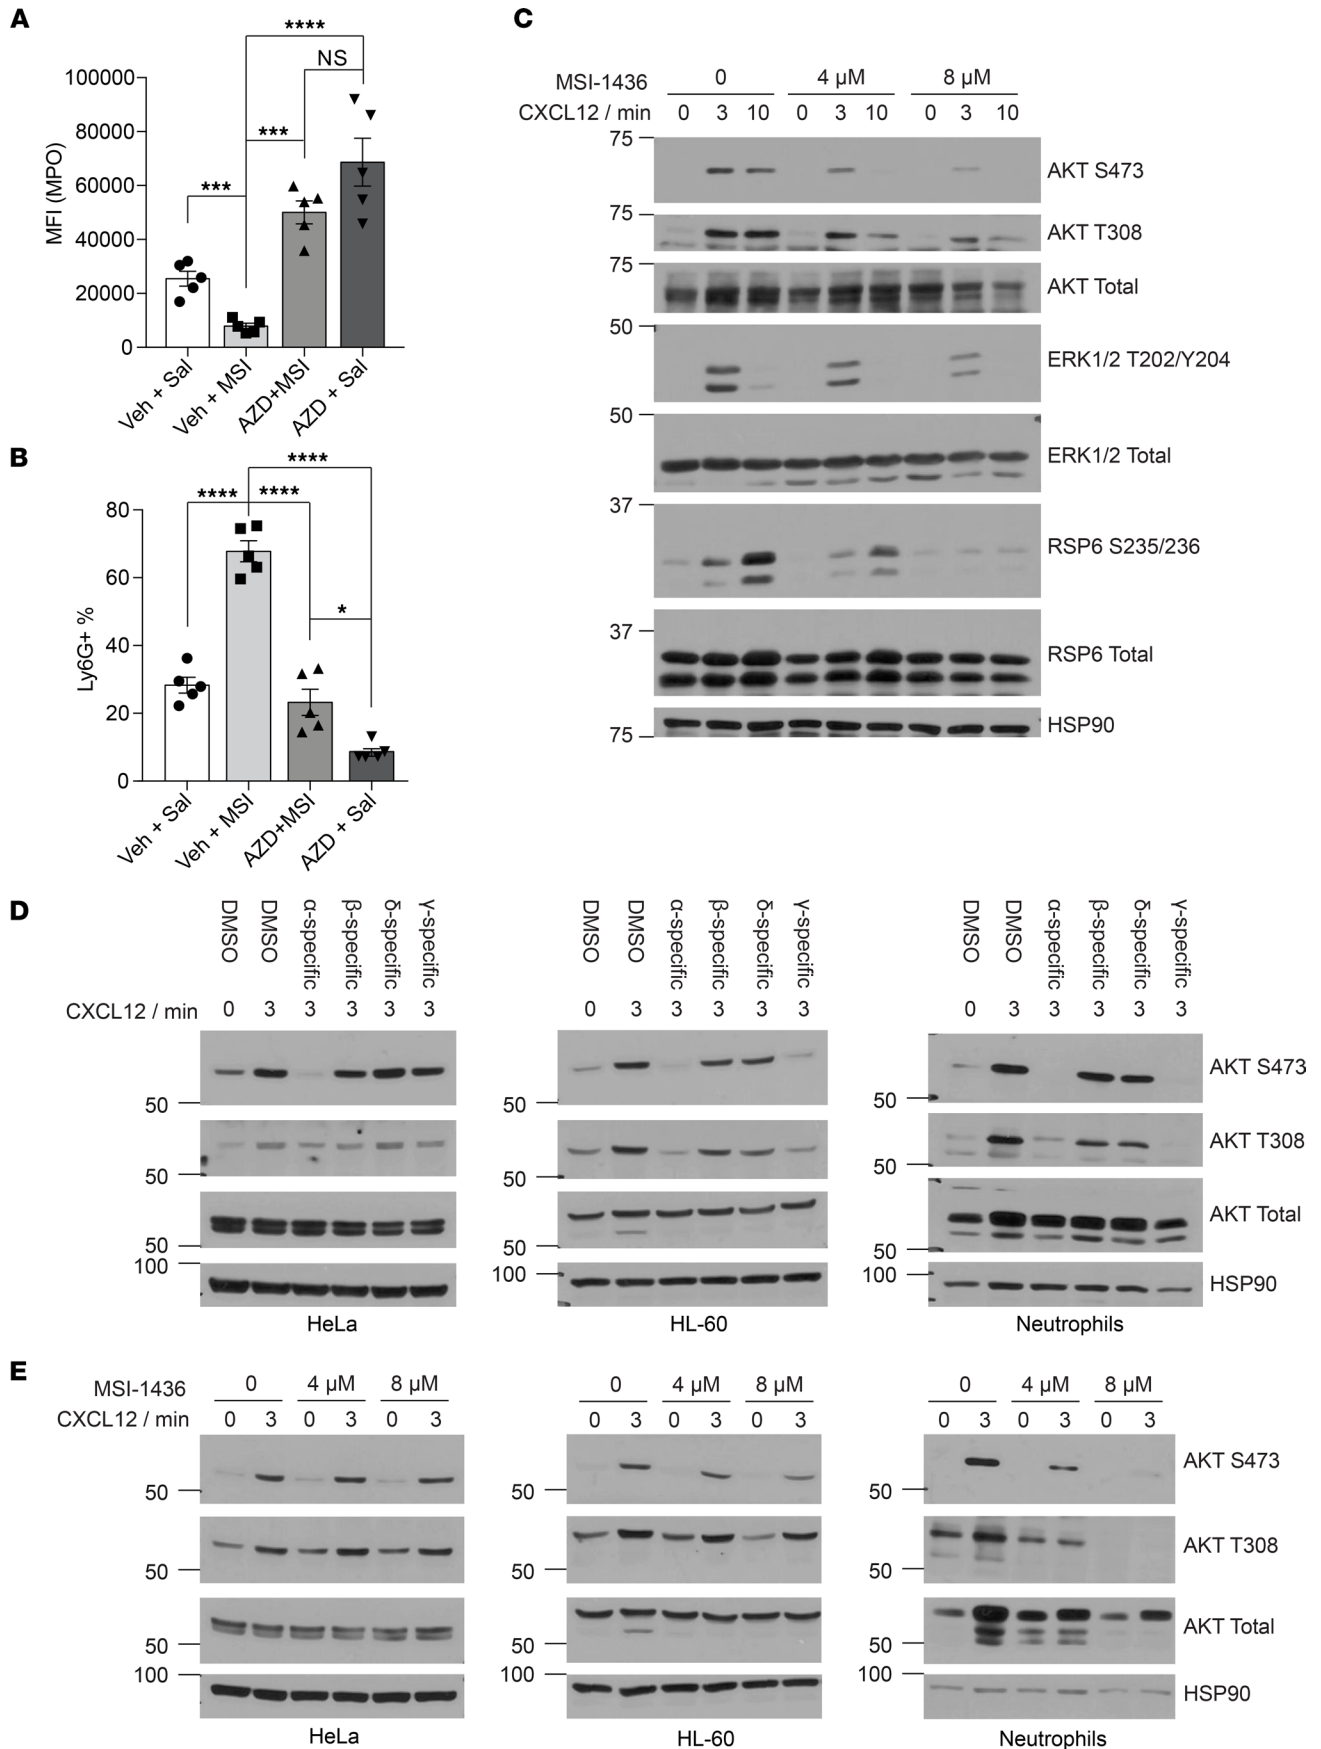 A
****
NS
***
***
MFI (MPO)
100000
80000
60000
40000
20000
0
Veh + Sal
Veh + MSI
AZD+MSI
AZD + Sal
B
****
****
****
*
Ly6G+ %
80
60
40
20
0
Veh + Sal
Veh + MSI
AZD+MSI
AZD + Sal
C
MSI-1436 0 4 µM 8 µM
CXCL12 / min 0 3 10 0 3 10 0 3 10
75
AKT S473
75
AKT T308
75
AKT Total
50
ERK1/2 T202/Y204
50
ERK1/2 Total
37
RSP6 S235/236
37
RSP6 Total
75
HSP90
D
DMSO DMSO α-specific β-specific δ-specific γ-specific
DMSO DMSO α-specific β-specific δ-specific γ-specific
DMSO DMSO α-specific β-specific δ-specific γ-specific
CXCL12 / min 0 3 3 3 3 3 0 3 3 3 3 3 0 3 3 3 3 3
AKT S473
50 50 50
AKT T308
50 50 50
AKT Total
50 50 50
100 100 100
HSP90
HeLa HL-60 Neutrophils
E
MSI-1436 0 4 µM 8 µM 0 4 µM 8 µM 0 4 µM 8 µM
CXCL12 / min 0 3 0 3 0 3 0 3 0 3 0 3 0 3 0 3 0 3
AKT S473
50 50 50
AKT T308
50 50 50
AKT Total
50 50 50
100 100 100
HSP90
HeLa HL-60 Neutrophils